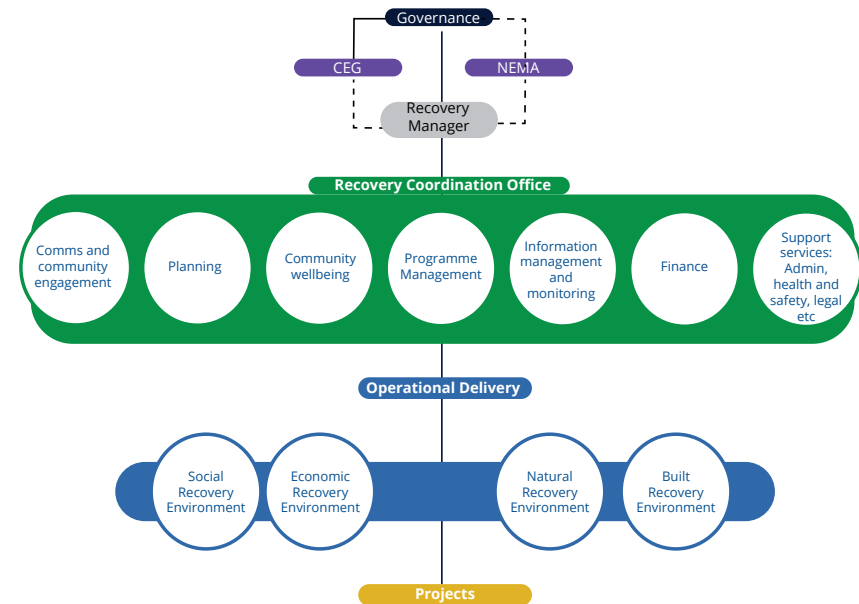 Governance
CEG
NEMA
Recovery
Manager
Recovery Coordination Office
Comms and
community
engagement
Planning
Community
wellbeing
Programme
Management
Information
management
and
monitoring
Finance
Support
services:
Admin,
health and
safety, legal
etc
Operational Delivery
Social
Recovery
Environment
Economic
Recovery
Environment
Natural
Recovery
Environment
Built
Recovery
Environment
Projects